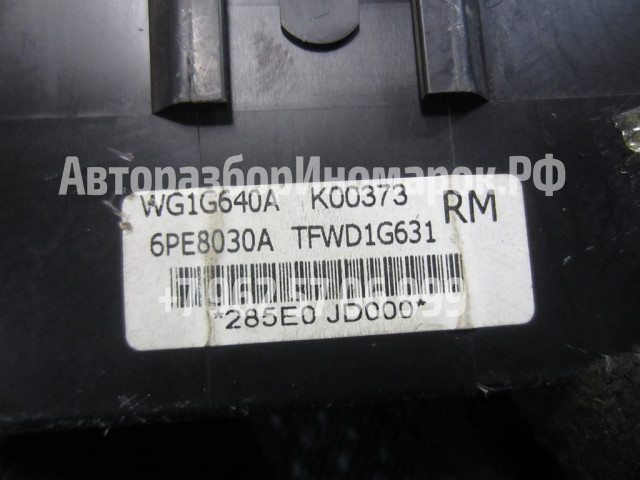 АвторазборИномарок.РФ
WG1G640A K00373 RM
6PE8030A TFWD1G631
*285E0 JD000*